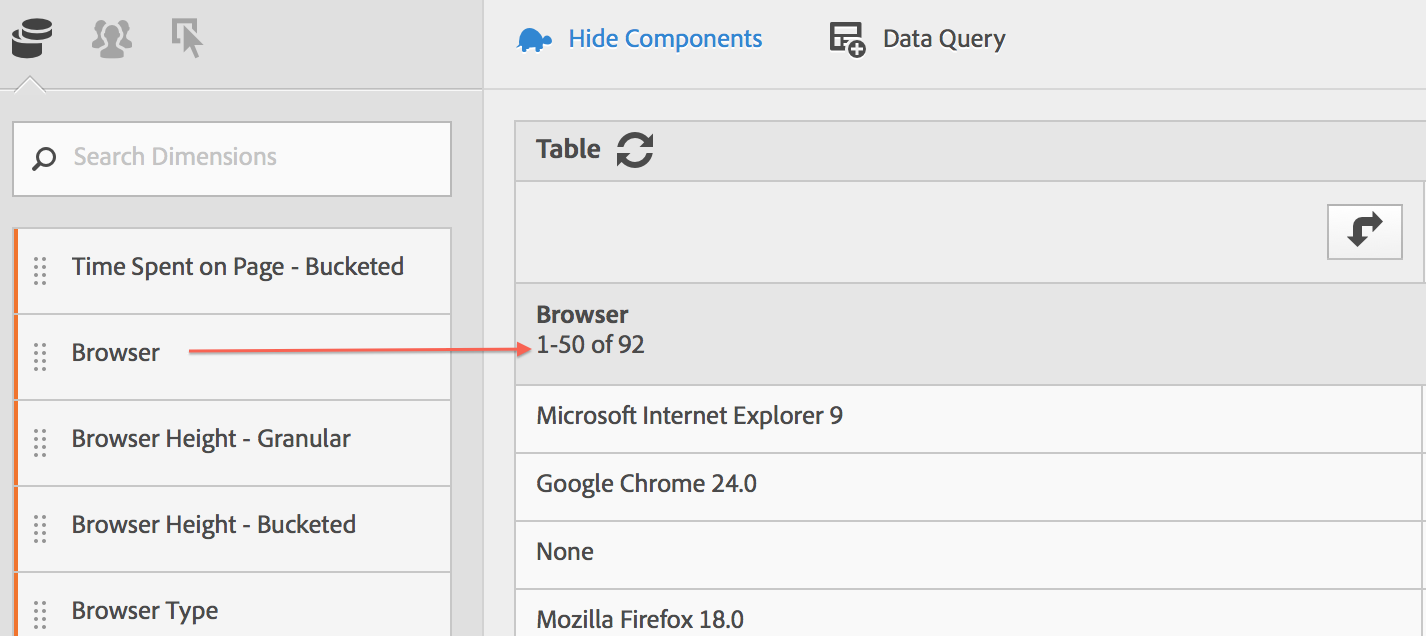 Hide Components
Data Query
Search Dimensions
Time Spent on Page - Bucketed
Browser
Browser Height - Granular
Browser Height - Bucketed
Browser Type
Table
Browser
1-50 of 92
Microsoft Internet Explorer 9
Google Chrome 24.0
None
Mozilla Firefox 18.0